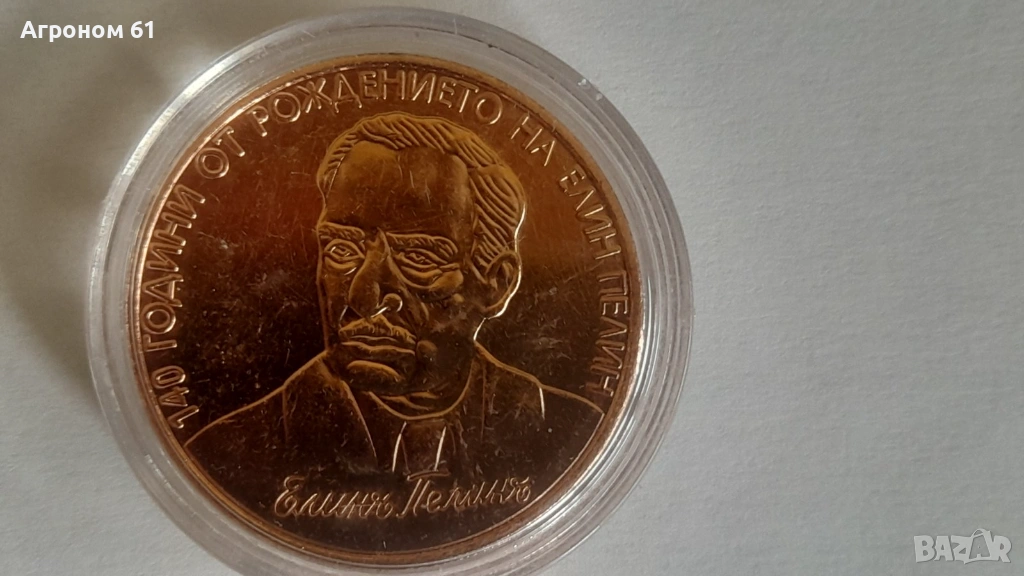 Агроном 61
140 ГОДИНИ ОТ РОЖДЕНИЕТО НА ЕЛИН ПЕЛИН
Елинъ Пелинъ
BAZAR